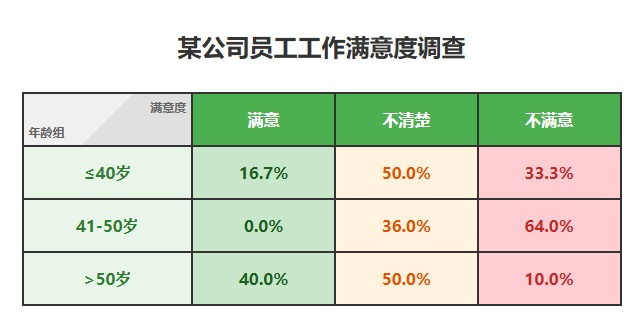 某公司员工工作满意度调查
满意度
年龄组
满意 不清楚 不满意
≤40岁 16.7% 50.0% 33.3%
41-50岁 0.0% 36.0% 64.0%
>50岁 40.0% 50.0% 10.0%